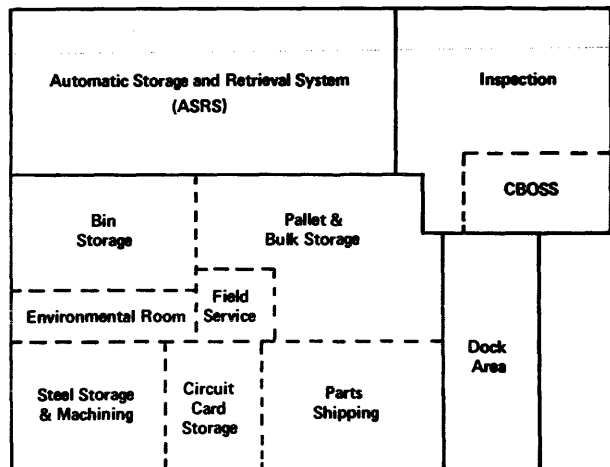 Automatic Storage and Retrieval System
(ASRS)
Inspection
CBOSS
Bin
Storage
Pallet &
Bulk Storage
Environmental Room
Field
Service
Dock
Area
Steel Storage
& Machining
Circuit
Card
Storage
Parts
Shipping